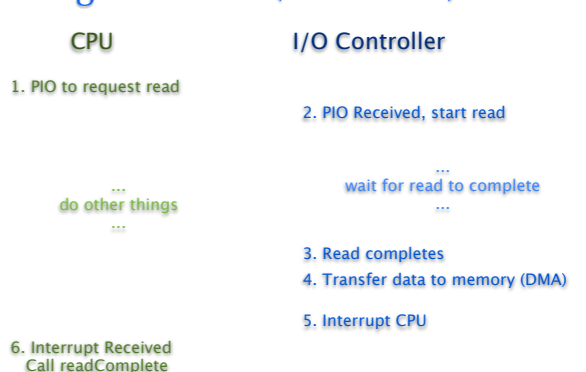 CPU
I/O Controller
1. PIO to request read
2. PIO Received, start read
...
wait for read to complete
...
...
do other things
...
3. Read completes
4. Transfer data to memory (DMA)
5. Interrupt CPU
6. Interrupt Received
Call readComplete